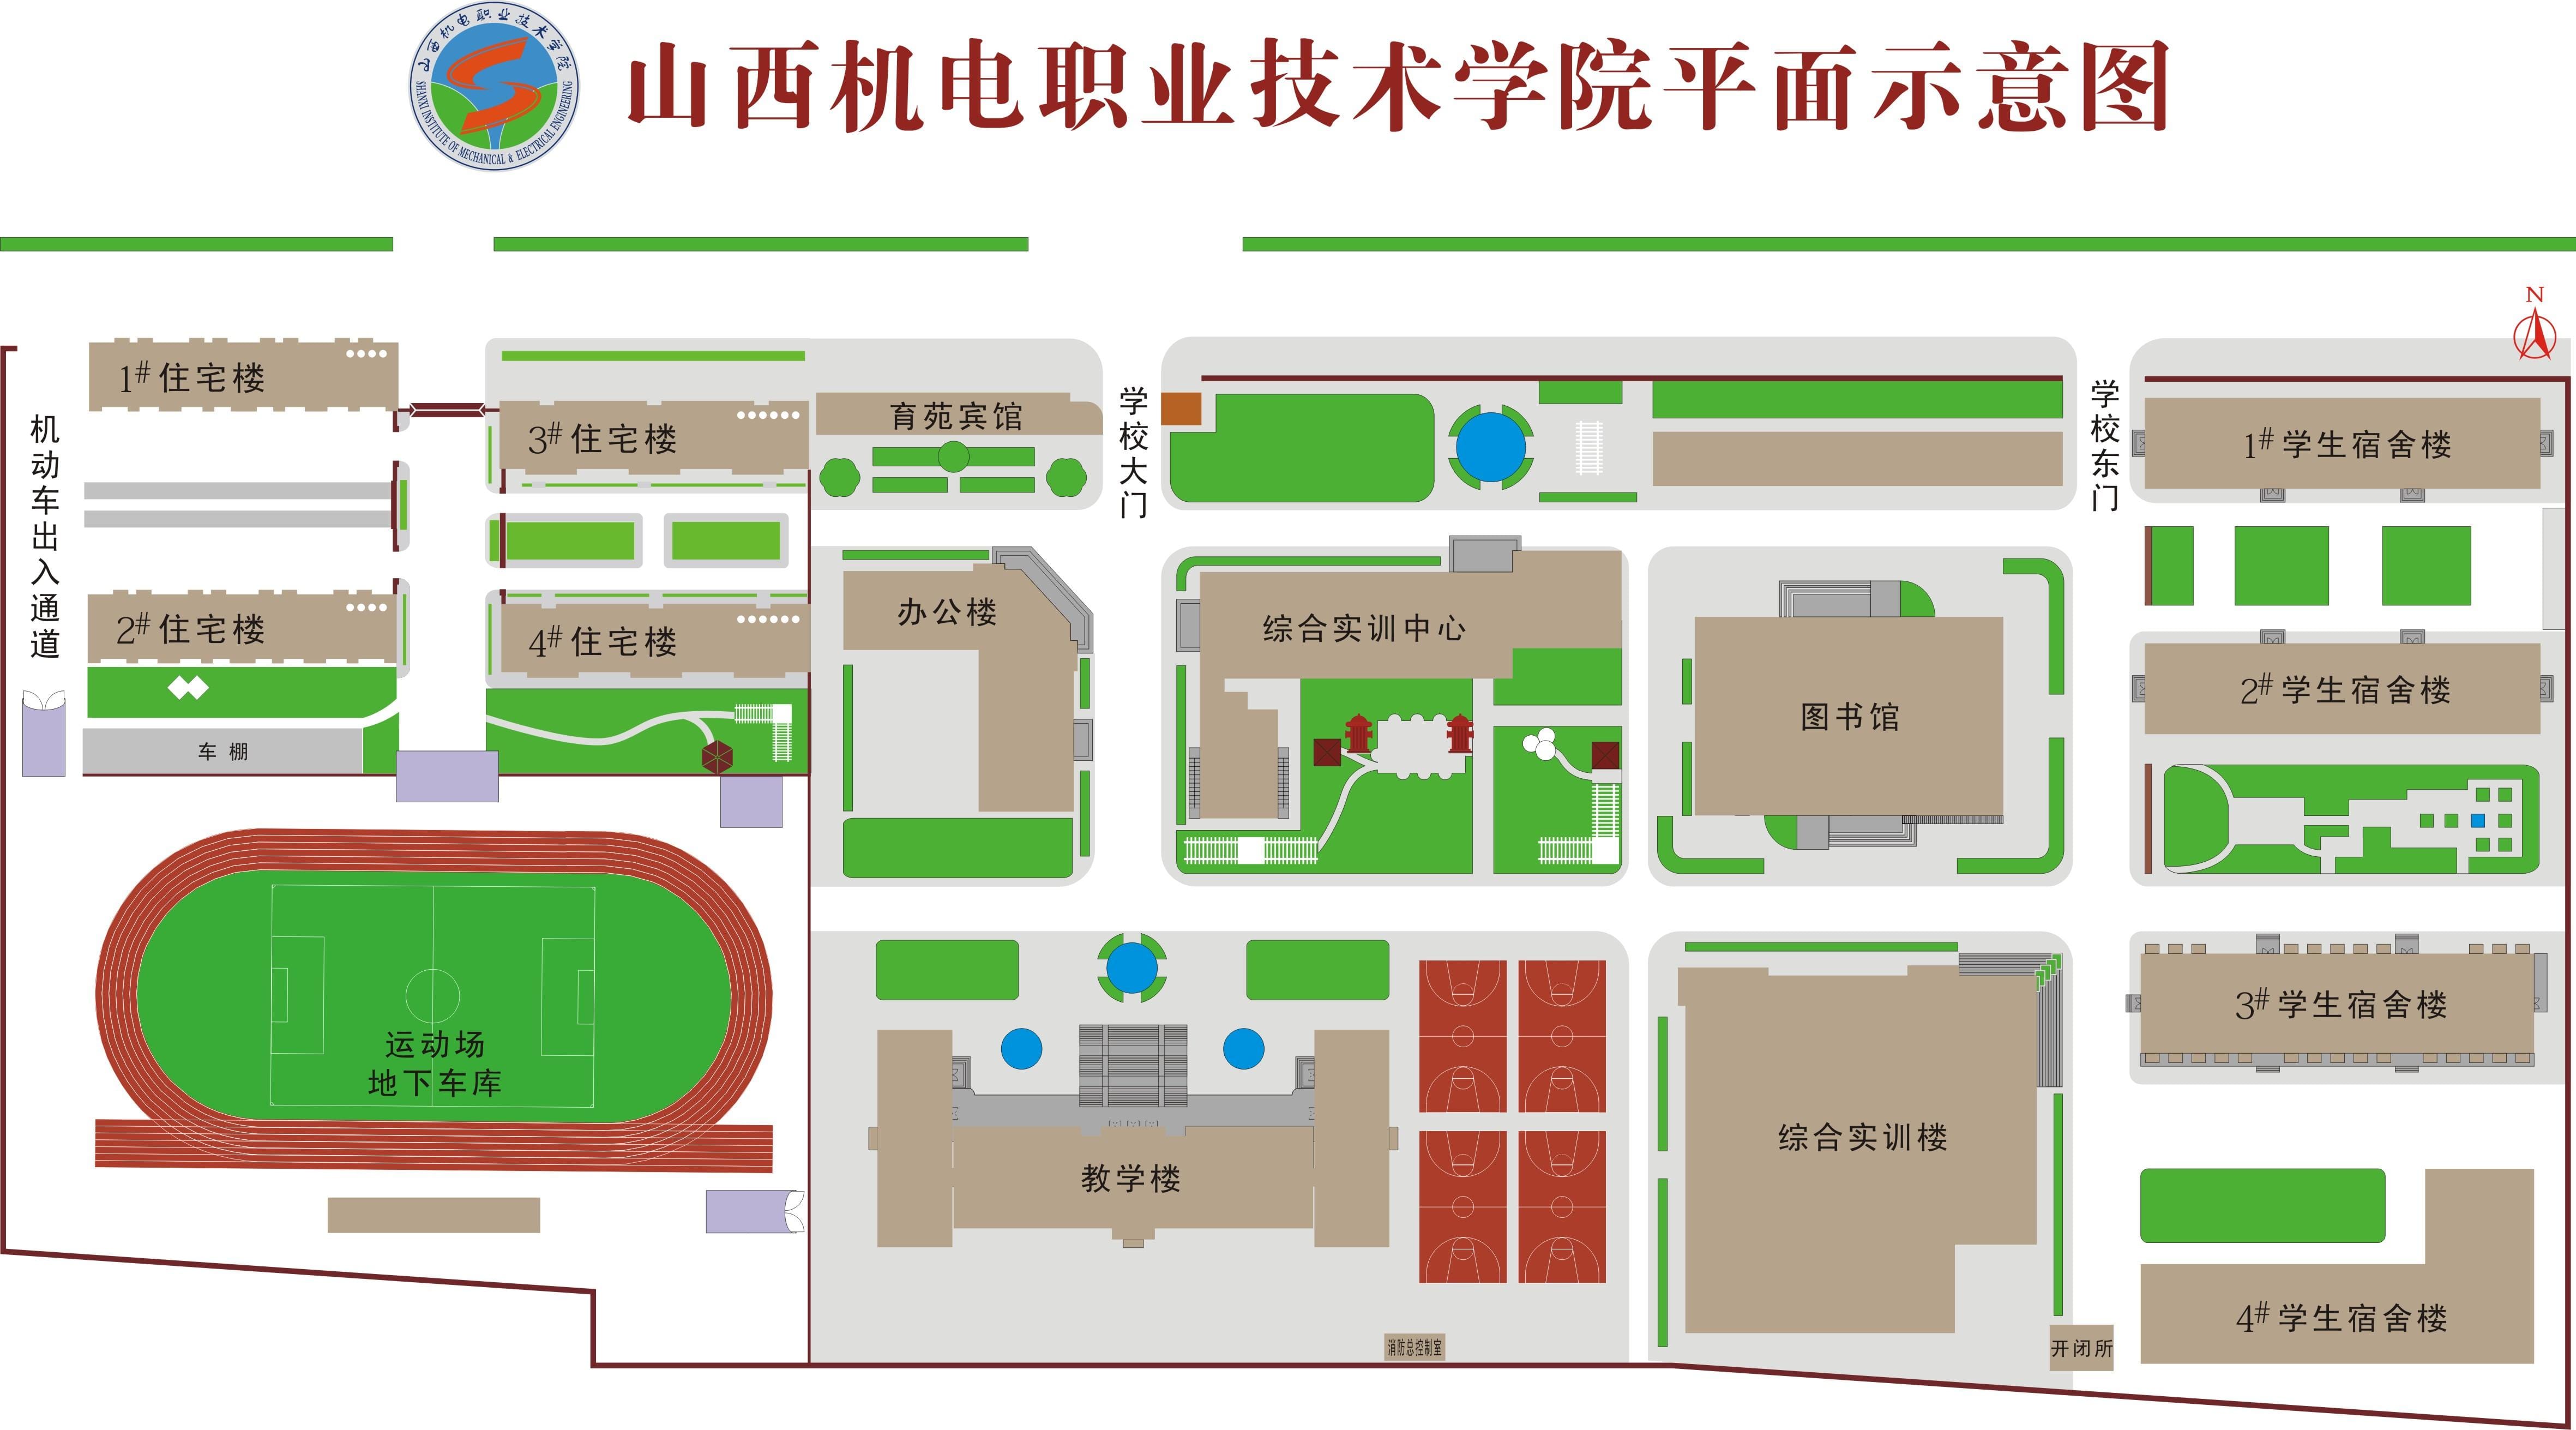 山西机电职业技术学院
SHANXI INSTITUTE OF MECHANICAL & ELECTRICAL ENGINEERING
山西机电职业技术学院平面示意图
N
1#住宅楼
3#住宅楼
育苑宾馆
学校大门
学校东门
1#学生宿舍楼
机动车出入通道
2#住宅楼
4#住宅楼
办公楼
综合实训中心
图书馆
2#学生宿舍楼
车棚
运动场
地下车库
教学楼
综合实训楼
3#学生宿舍楼
4#学生宿舍楼
消防总控制室
开闭所